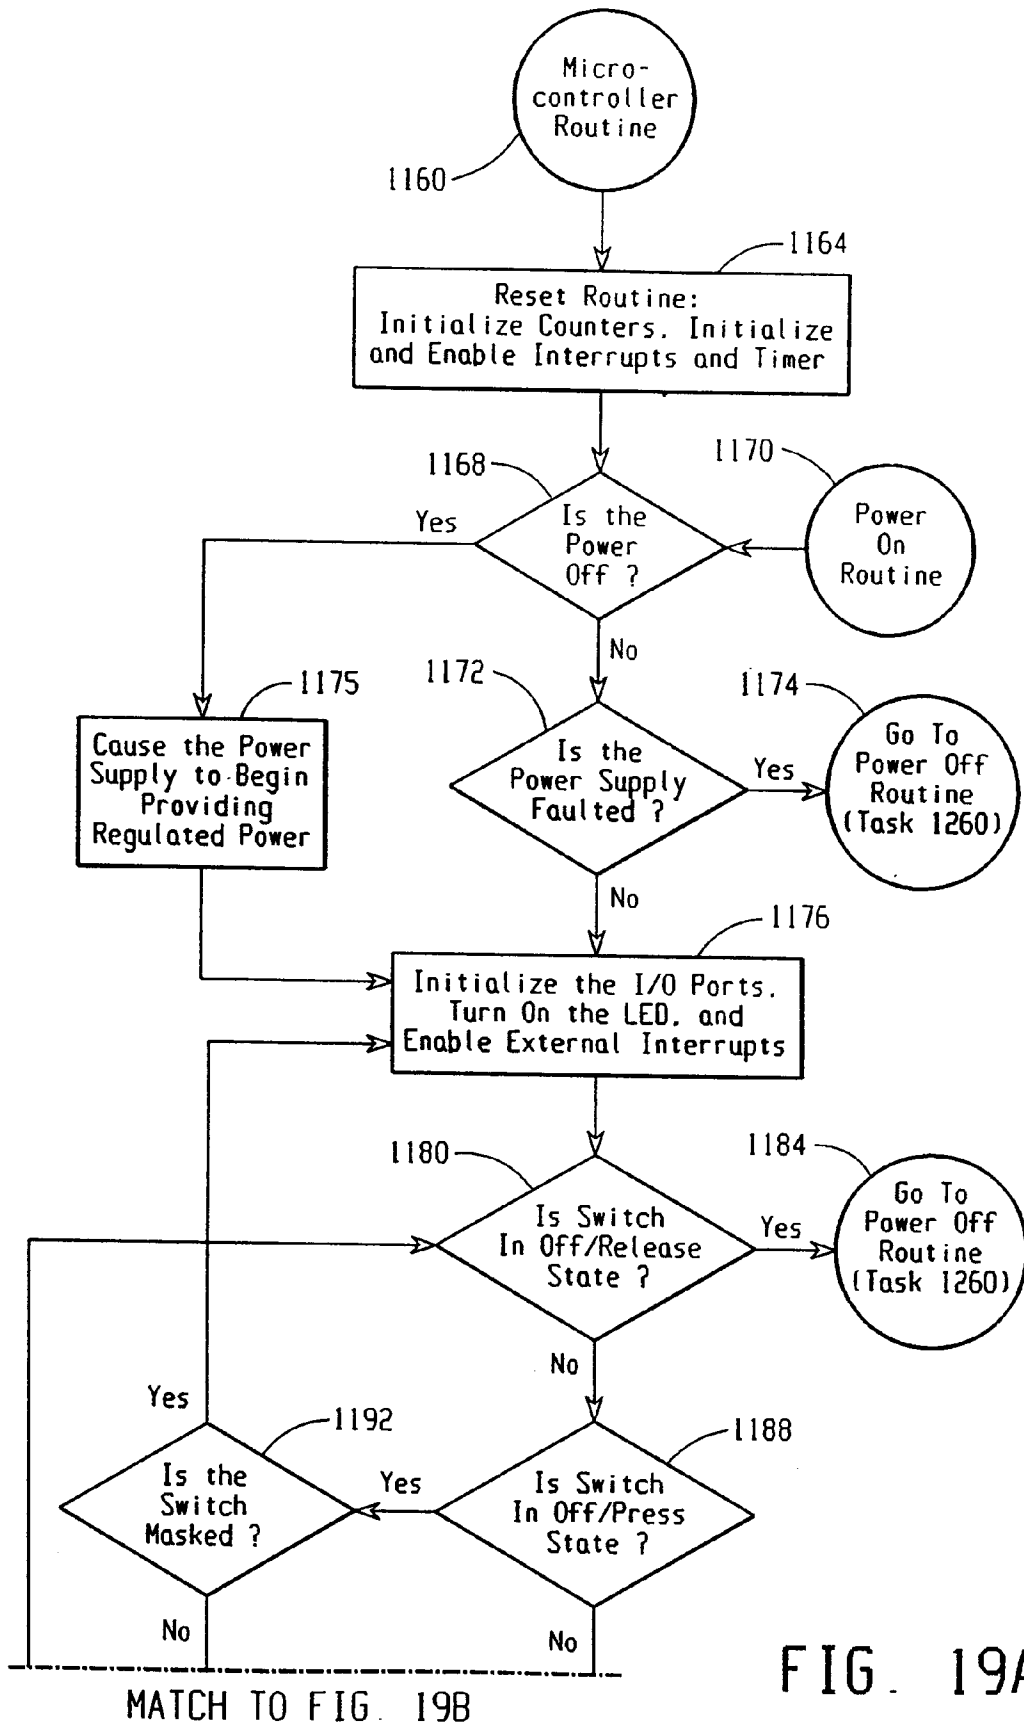 Micro-
controller
Routine
1160
1164
Reset Routine:
Initialize Counters, Initialize
and Enable Interrupts and Timer
1168
1170
Yes
Is the
Power
Off ?
Power
On
Routine
No
1175
1172
1174
Cause the Power
Supply to Begin
Providing
Regulated Power
Is the
Power Supply
Faulted ?
Yes
Go To
Power Off
Routine
(Task 1260)
No
1176
Initialize the I/O Ports,
Turn On the LED, and
Enable External Interrupts
1180
1184
Is Switch
In Off/Release
State ?
Yes
Go To
Power Off
Routine
(Task 1260)
No
Yes
1192
1188
Is the
Switch
Masked ?
Yes
Is Switch
In Off/Press
State ?
No
No
MATCH TO FIG. 19B
FIG. 19A